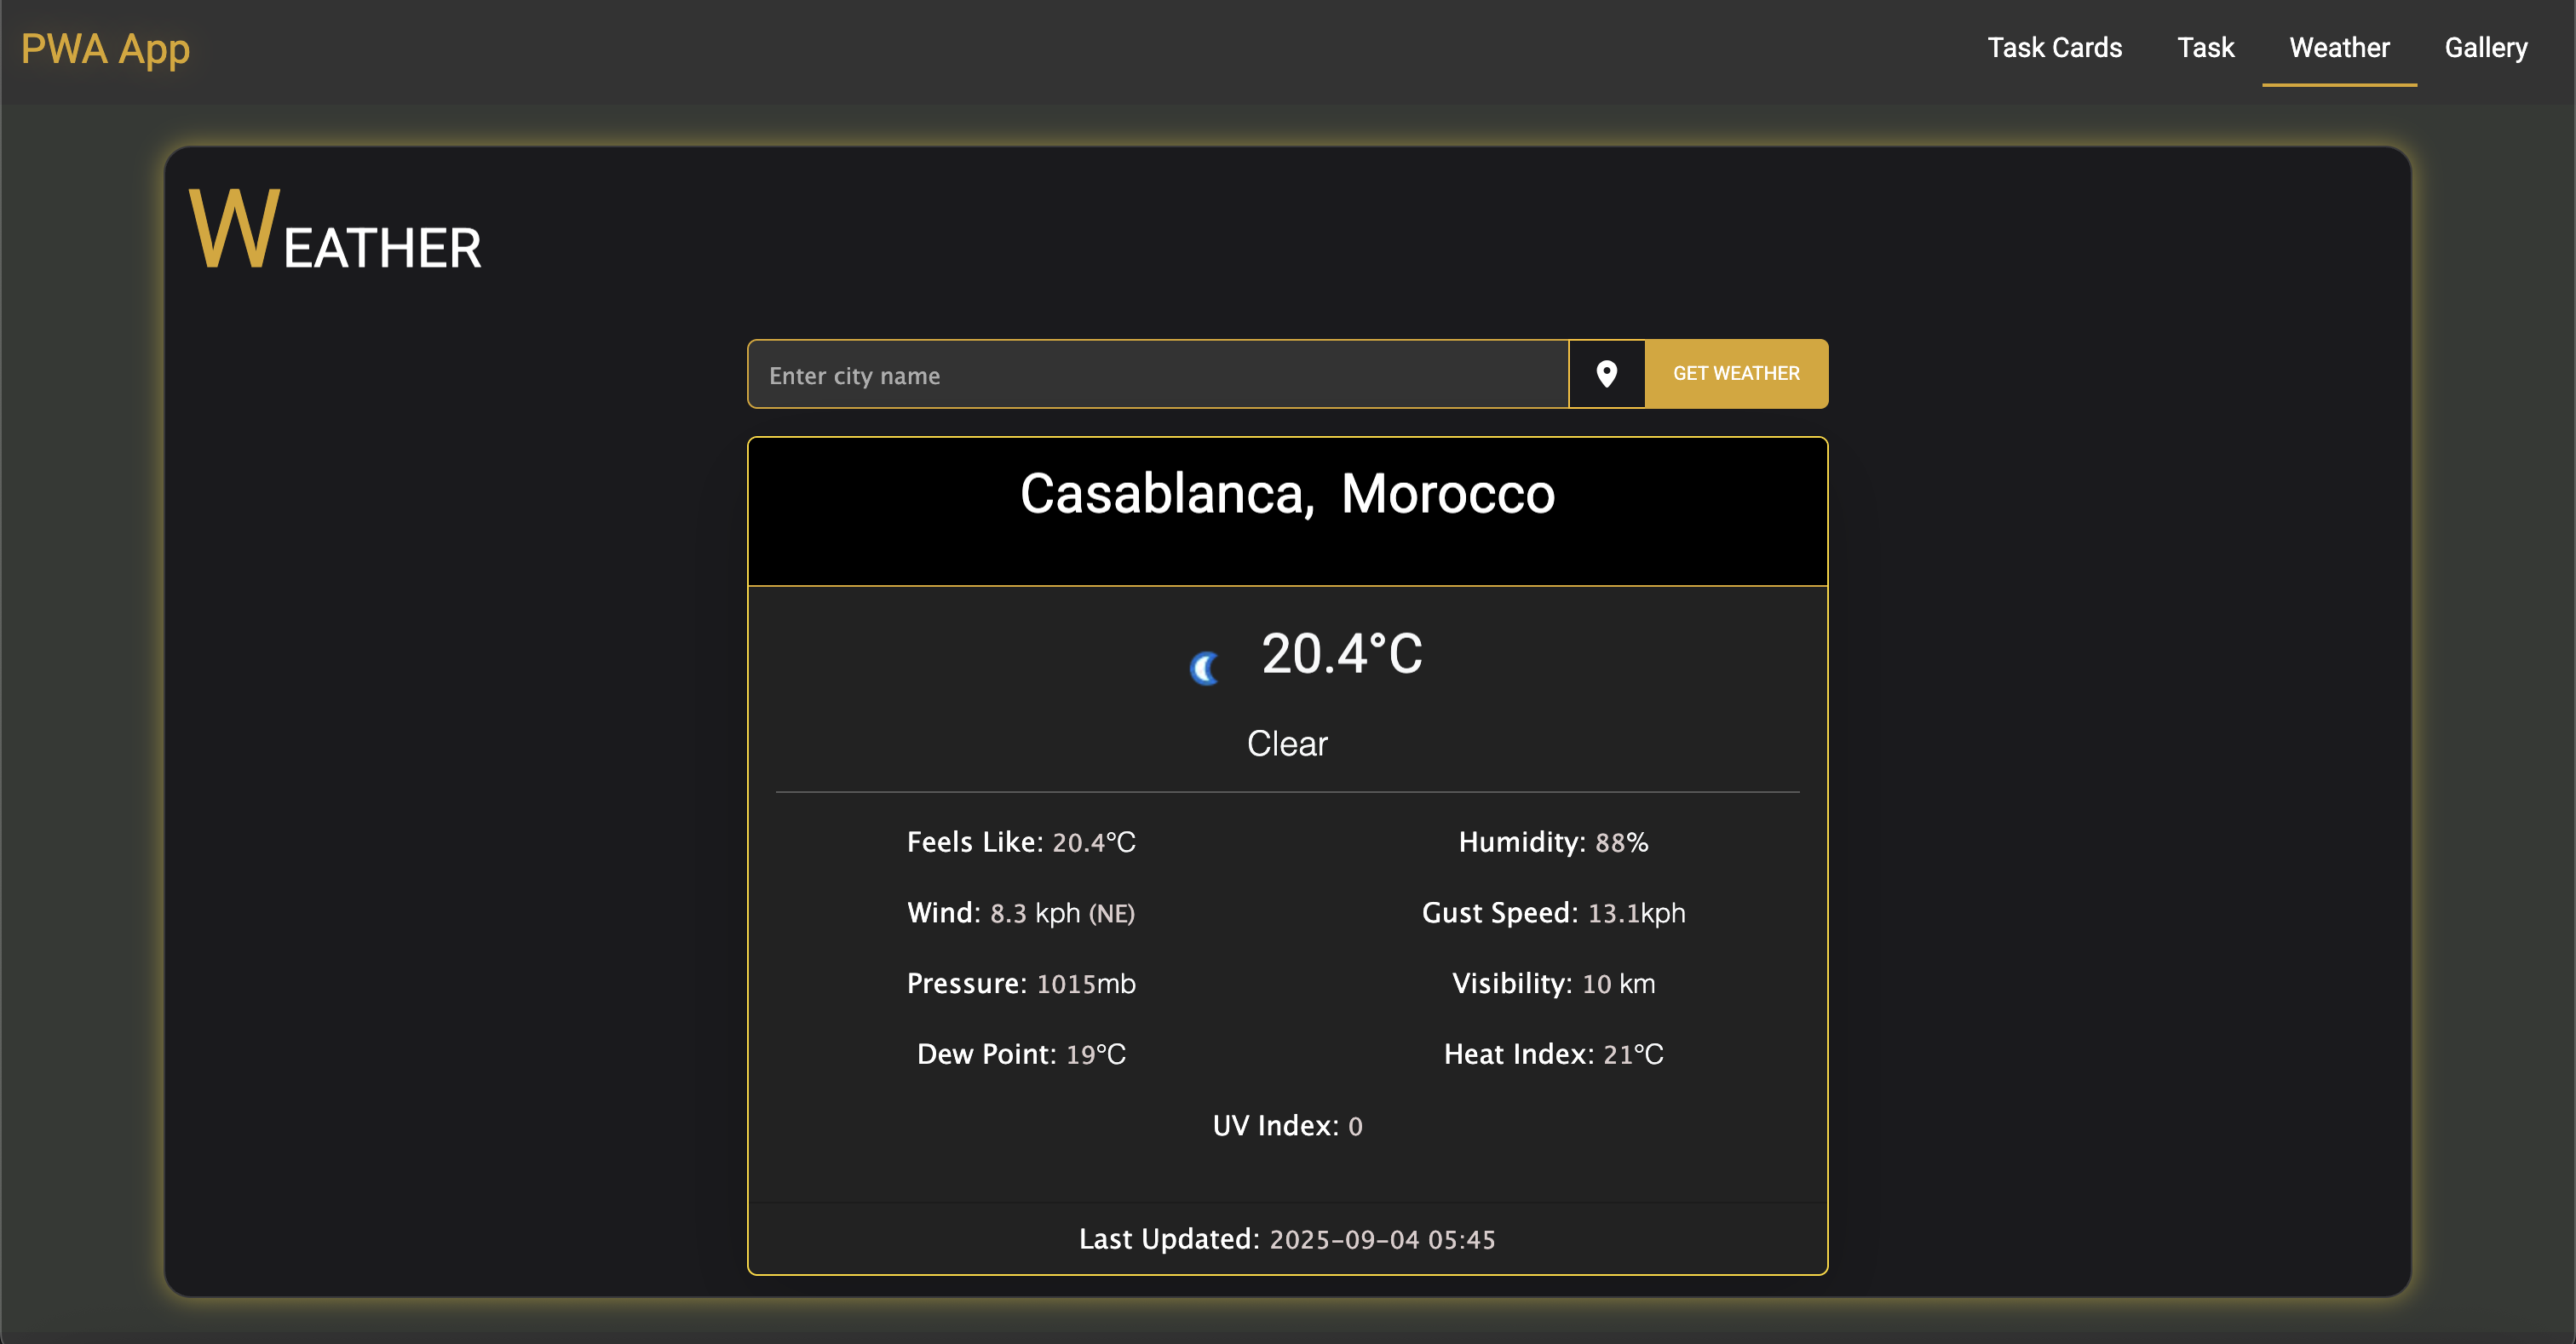 PWA App
Task Cards Task Weather Gallery
WEATHER
Enter city name
GET WEATHER
Casablanca, Morocco
20.4°C
Clear
Feels Like: 20.4°C Humidity: 88%
Wind: 8.3 kph (NE) Gust Speed: 13.1kph
Pressure: 1015mb Visibility: 10 km
Dew Point: 19°C Heat Index: 21°C
UV Index: 0
Last Updated: 2025-09-04 05:45